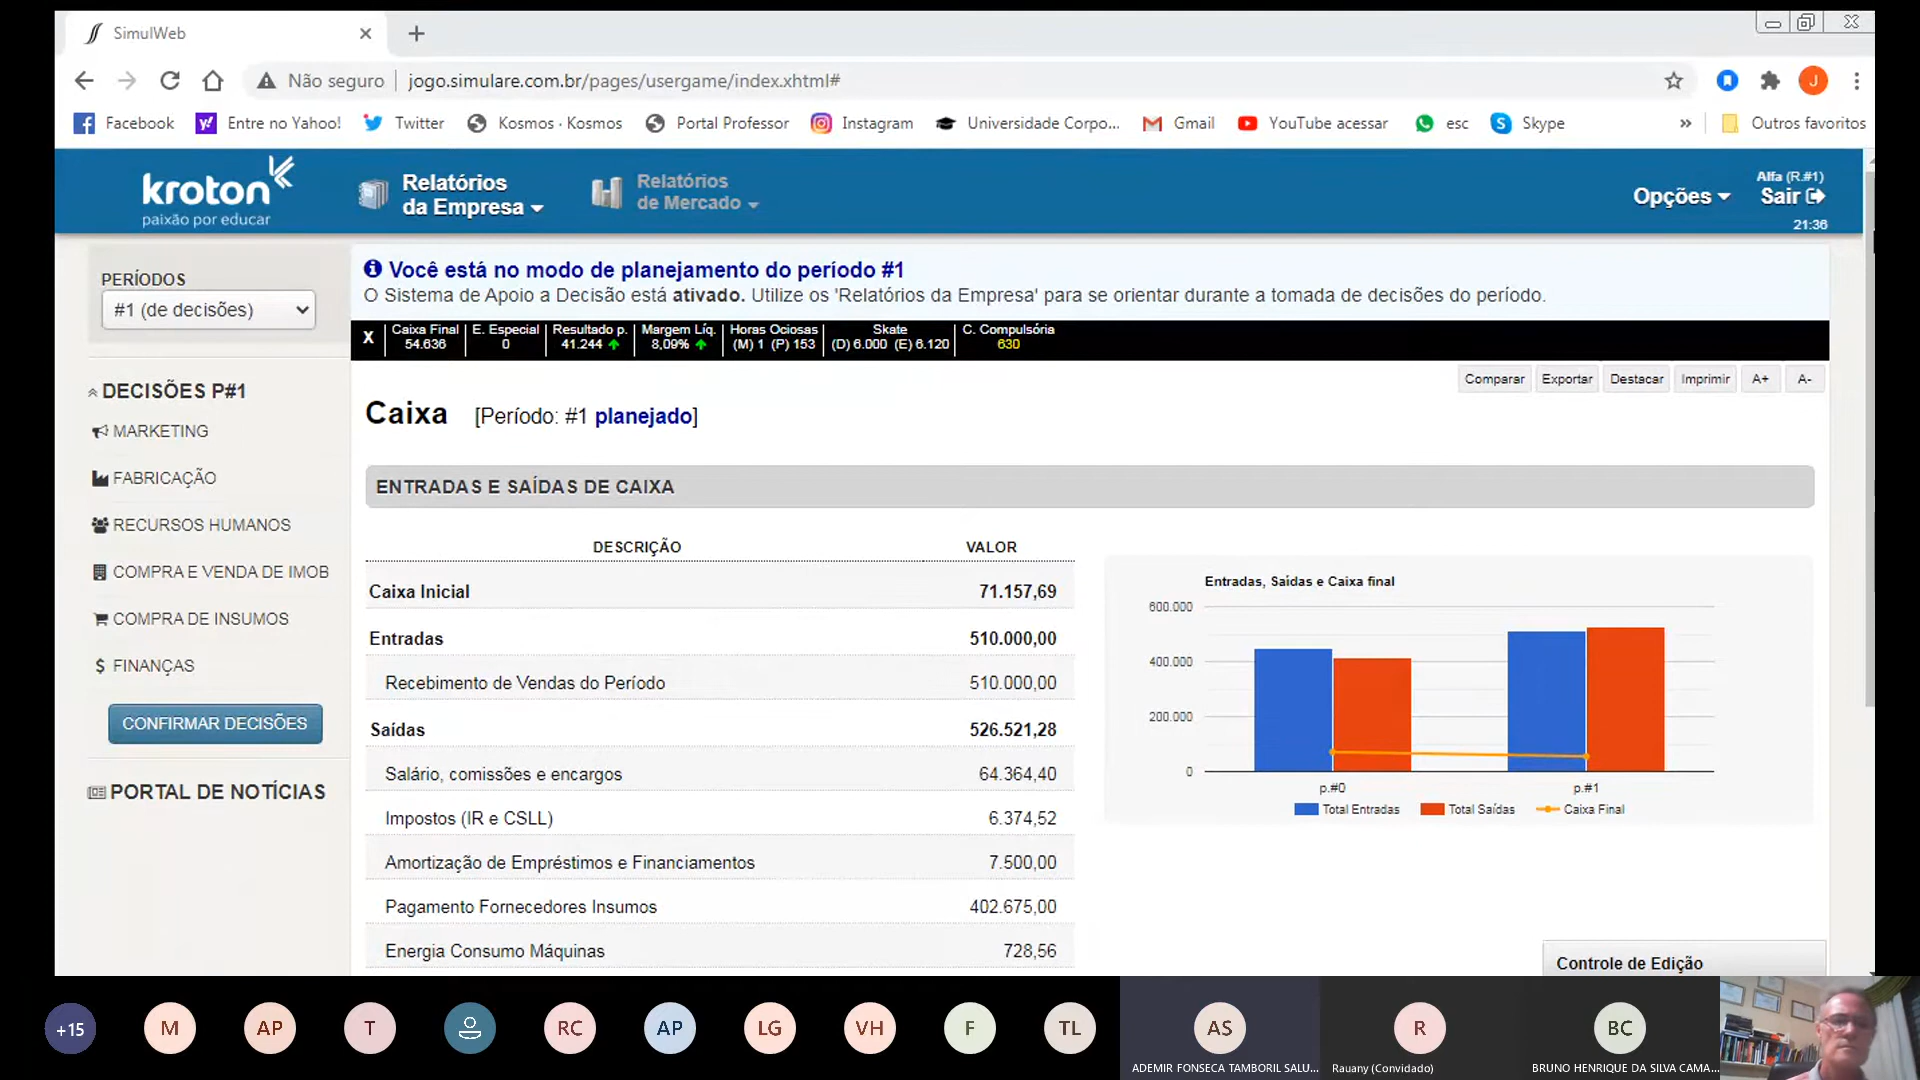 SimulWeb
Não seguro
jogo.simulare.com.br/pages/usergame/index.xhtml#
J
Facebook
Entre no Yahoo!
Twitter
Kosmos · Kosmos
Portal Professor
Instagram
Universidade Corpo...
Gmail
YouTube acessar
esc
Skype
»
Outros favoritos
kroton
paixão por educar
Relatórios
da Empresa
Relatórios
de Mercado
Opções
Alfa (R.#1)
Sair
21:36
PERÍODOS
#1 (de decisões)
DECISÕES P#1
MARKETING
FABRICAÇÃO
RECURSOS HUMANOS
COMPRA E VENDA DE IMOB
COMPRA DE INSUMOS
$ FINANÇAS
CONFIRMAR DECISÕES
PORTAL DE NOTÍCIAS
Você está no modo de planejamento do período #1
O Sistema de Apoio a Decisão está ativado. Utilize os 'Relatórios da Empresa' para se orientar durante a tomada de decisões do período.
X
Caixa Final
54.636
E. Especial
0
Resultado p.
41.244
Margem Líq.
8,09%
Horas Ociosas
(M) 1 (P) 153
Skate
(D) 6.000 (E) 6.120
C. Compulsória
630
Comparar
Exportar
Destacar
Imprimir
A+
A-
Caixa [Período: #1 planejado]
ENTRADAS E SAÍDAS DE CAIXA
DESCRIÇÃO VALOR
Caixa Inicial 71.157,69
Entradas 510.000,00
Recebimento de Vendas do Período 510.000,00
Saídas 526.521,28
Salário, comissões e encargos 64.364,40
Impostos (IR e CSLL) 6.374,52
Amortização de Empréstimos e Financiamentos 7.500,00
Pagamento Fornecedores Insumos 402.675,00
Energia Consumo Máquinas 728,56
Entradas, Saídas e Caixa final
600.000
400.000
200.000
0
p.#0 p.#1
Total Entradas Total Saídas Caixa Final
Controle de Edição
+15
M
AP
T
RC
AP
LG
VH
F
TL
AS
ADEMIR FONSECA TAMBORIL SALU...
R
Rauany (Convidado)
BC
BRUNO HENRIQUE DA SILVA CAMA...